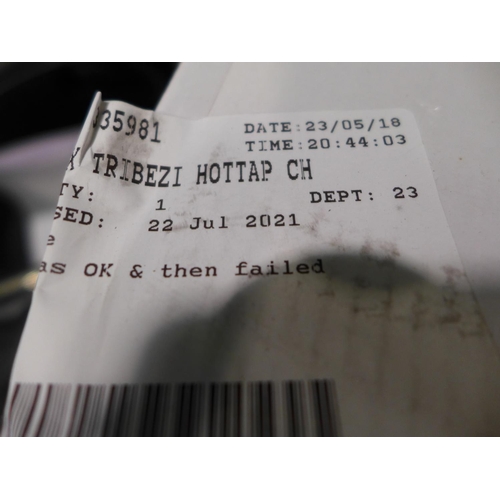 35981 DATE:23/05/18
TIME:20:44:03
TRIBEZI HOTTAP CH
TY: 1 DEPT: 23
SED: 22 Jul 2021
e
as OK & then failed